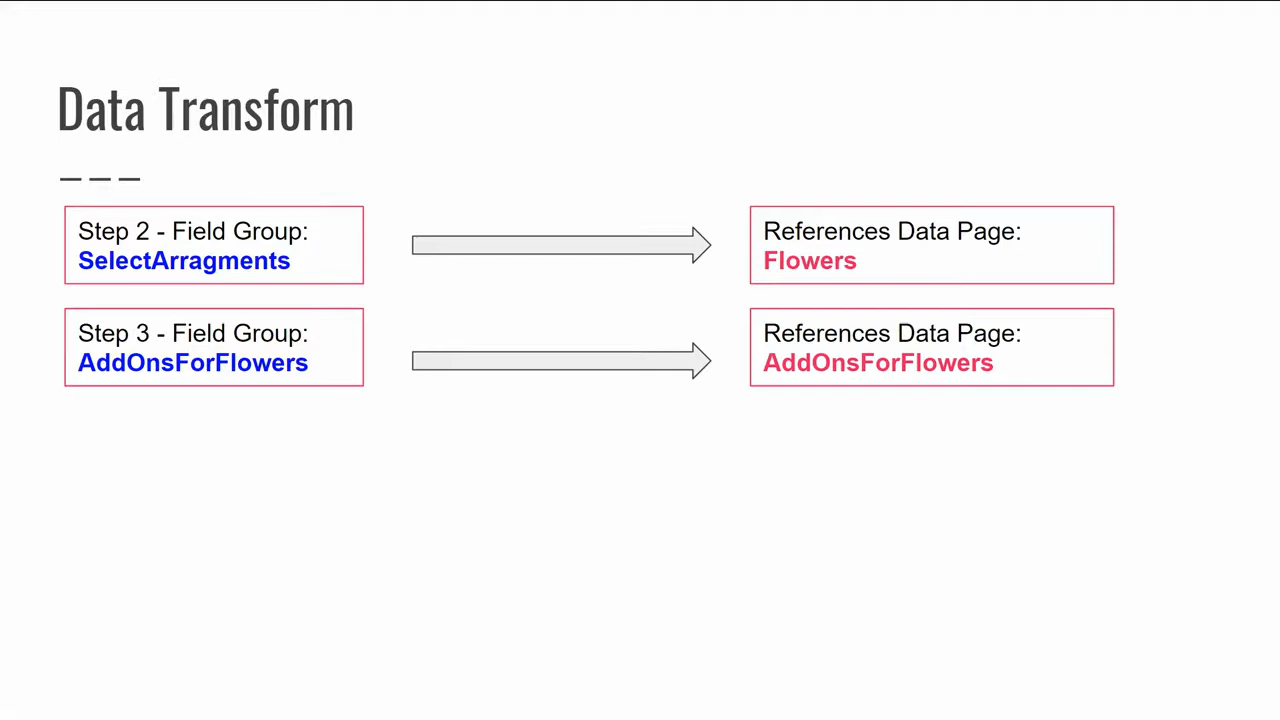 Data Transform
Step 2 - Field Group:
SelectArragments
References Data Page:
Flowers
Step 3 - Field Group:
AddOnsForFlowers
References Data Page:
AddOnsForFlowers